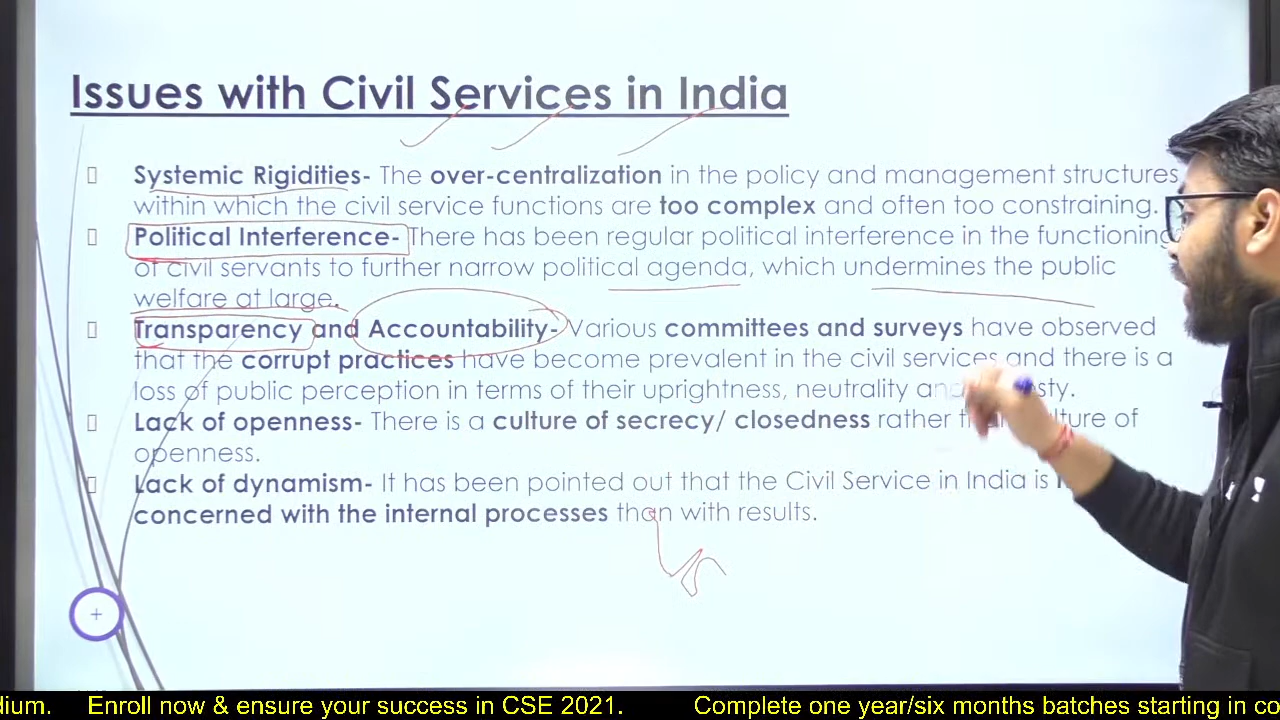 Issues with Civil Services in India
Systemic Rigidities- The over-centralization in the policy and management structures
within which the civil service functions are too complex and often too constraining.
Political Interference- There has been regular political interference in the functioning
of civil servants to further narrow political agenda, which undermines the public
welfare at large.
Transparency and Accountability- Various committees and surveys have observed
that the corrupt practices have become prevalent in the civil services and there is a
loss of public perception in terms of their uprightness, neutrality
Lack of openness- There is a culture of secrecy/ closedness rather culture of
openness.
Lack of dynamism- It has been pointed out that the Civil Service in India is
concerned with the internal processes than with results.
dium. Enroll now & ensure your success in CSE 2021. Complete one year/six months batches starting in co